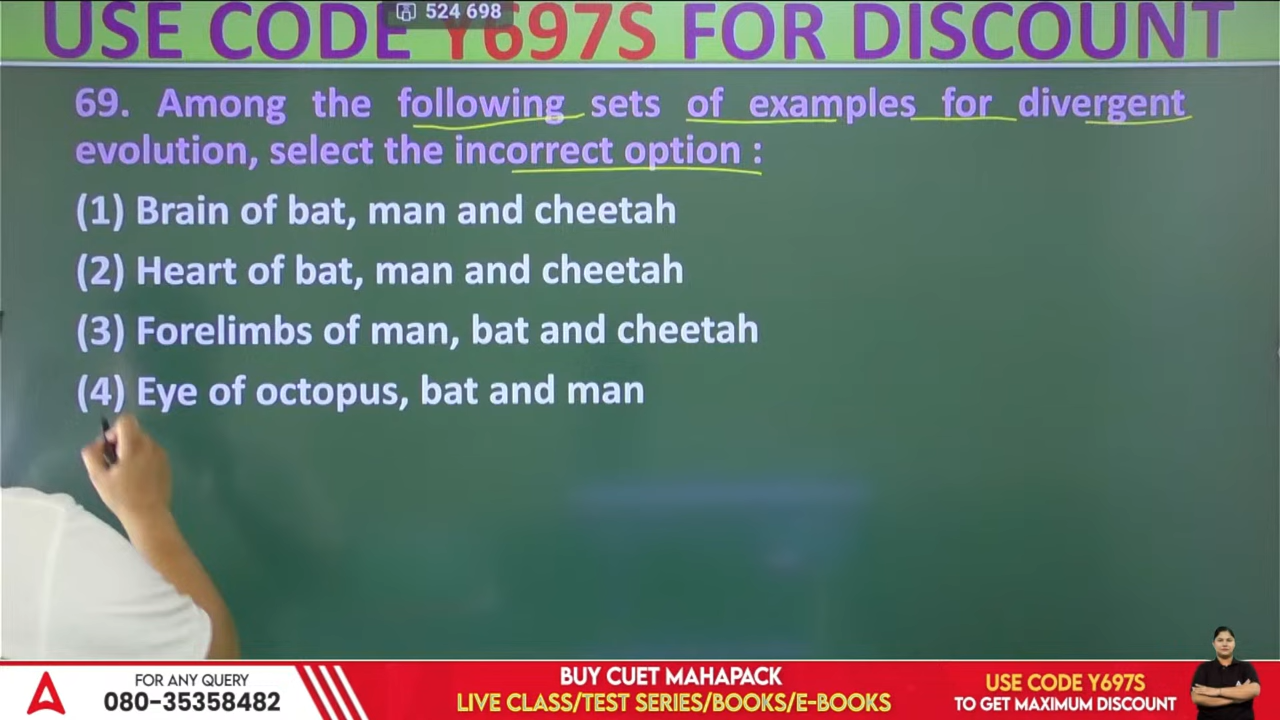 524 698
USE CODE Y697S FOR DISCOUNT
69. Among the following sets of examples for divergent
evolution, select the incorrect option :
(1) Brain of bat, man and cheetah
(2) Heart of bat, man and cheetah
(3) Forelimbs of man, bat and cheetah
(4) Eye of octopus, bat and man
FOR ANY QUERY
080-35358482
BUY CUET MAHAPACK
LIVE CLASS/TEST SERIES/BOOKS/E-BOOKS
USE CODE Y697S
TO GET MAXIMUM DISCOUNT